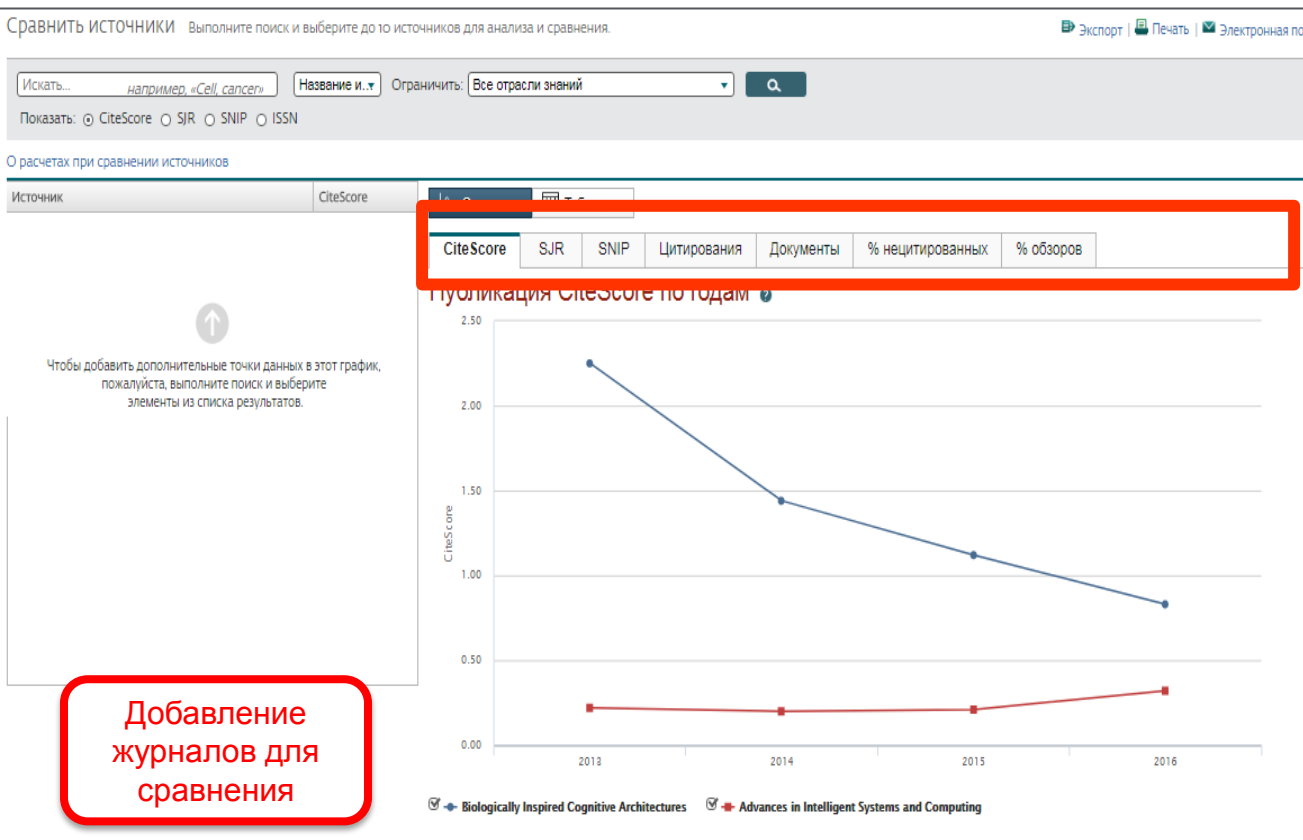 Сравнить источники Выполните поиск и выберите до 10 источников для анализа и сравнения.
Экспорт | Печать | Электронная по
Искать... например, «Cell, cancer» Название и.. Ограничить: Все отрасли знаний
Показать: CiteScore SJR SNIP ISSN
О расчетах при сравнении источников
Источник CiteScore
CiteScore SJR SNIP Цитирования Документы % нецитированных % обзоров
Публикация CiteScore по годам
Чтобы добавить дополнительные точки данных в этот график,
пожалуйста, выполните поиск и выберите
элементы из списка результатов.
2.50
2.00
1.50
1.00
0.50
0.00
CiteScore
2013 2014 2015 2016
Biologically Inspired Cognitive Architectures Advances in Intelligent Systems and Computing
Добавление
журналов для
сравнения